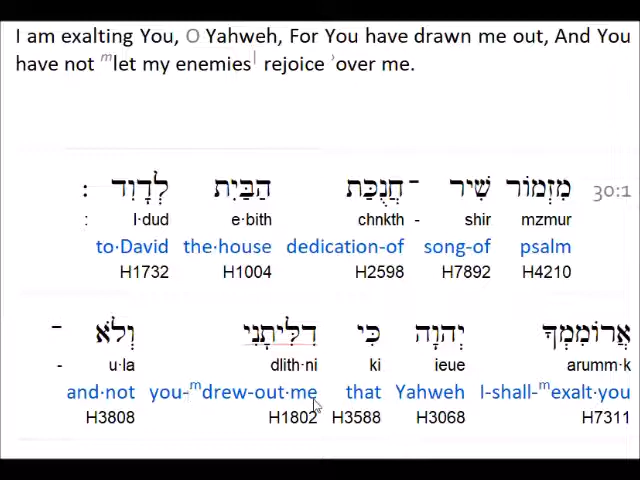 I am exalting You, O Yahweh, For You have drawn me out, And You
have not ᵐlet my enemies| rejoice ʾover me.
30:1 מִזְמוֹר שִׁיר־ חֲנֻכַּת הַבַּיִת לְדָוִד :
mzmur shir - chnkth e·bith l·dud :
psalm song-of dedication-of the·house to·David
H4210 H7892 H2598 H1004 H1732
אֲרוֹמִמְךָ יְהוָה כִּי דִלִּיתָנִי וְלֹא־
arumm·k ieue ki dlith·ni u·la -
I-shall-ᵐexalt·you Yahweh that you-ᵐdrew-out·me and·not
H7311 H3068 H3588 H1802 H3808